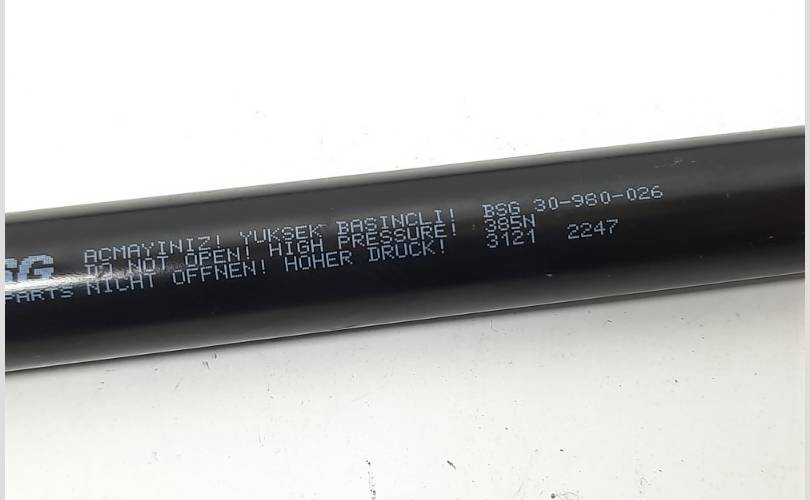 ACMAYINIZ! YUKSEK BASINCLI! BSG 30-980-026
DO NOT OPEN! HIGH PRESSURE! 385N
NICHT OFFNEN! HOHER DRUCK! 3121 2247
SG
PARTS